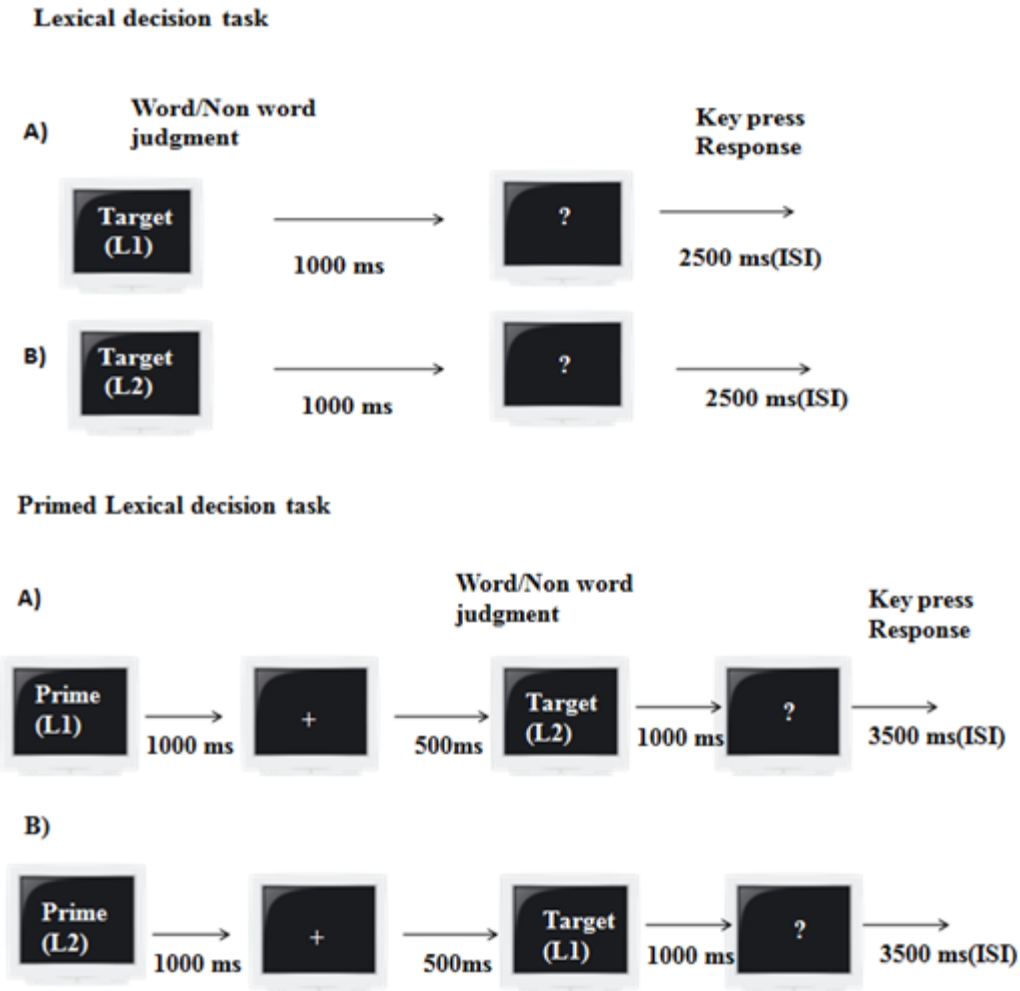 Lexical decision task
A)
Word/Non word
judgment
Key press
Response
Target
(L1)
1000 ms
?
2500 ms(ISI)
B)
Target
(L2)
1000 ms
?
2500 ms(ISI)
Primed Lexical decision task
A)
Word/Non word
judgment
Key press
Response
Prime
(L1)
1000 ms
+
500ms
Target
(L2)
1000 ms
?
3500 ms(ISI)
B)
Prime
(L2)
1000 ms
+
500ms
Target
(L1)
1000 ms
?
3500 ms(ISI)